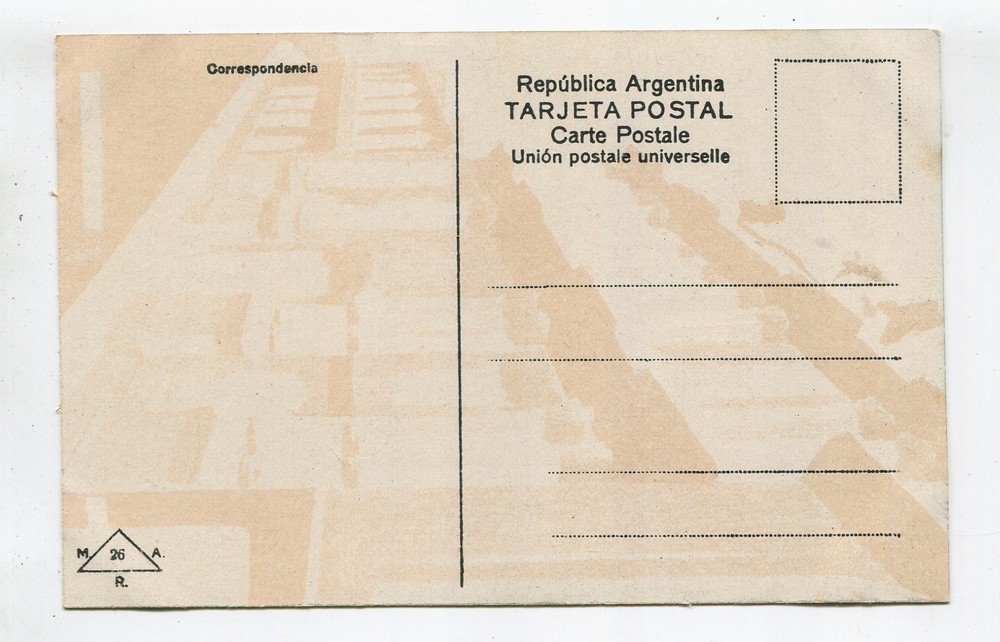 Correspondencia
República Argentina
TARJETA POSTAL
Carte Postale
Unión postale universelle
M. 26 A.
R.